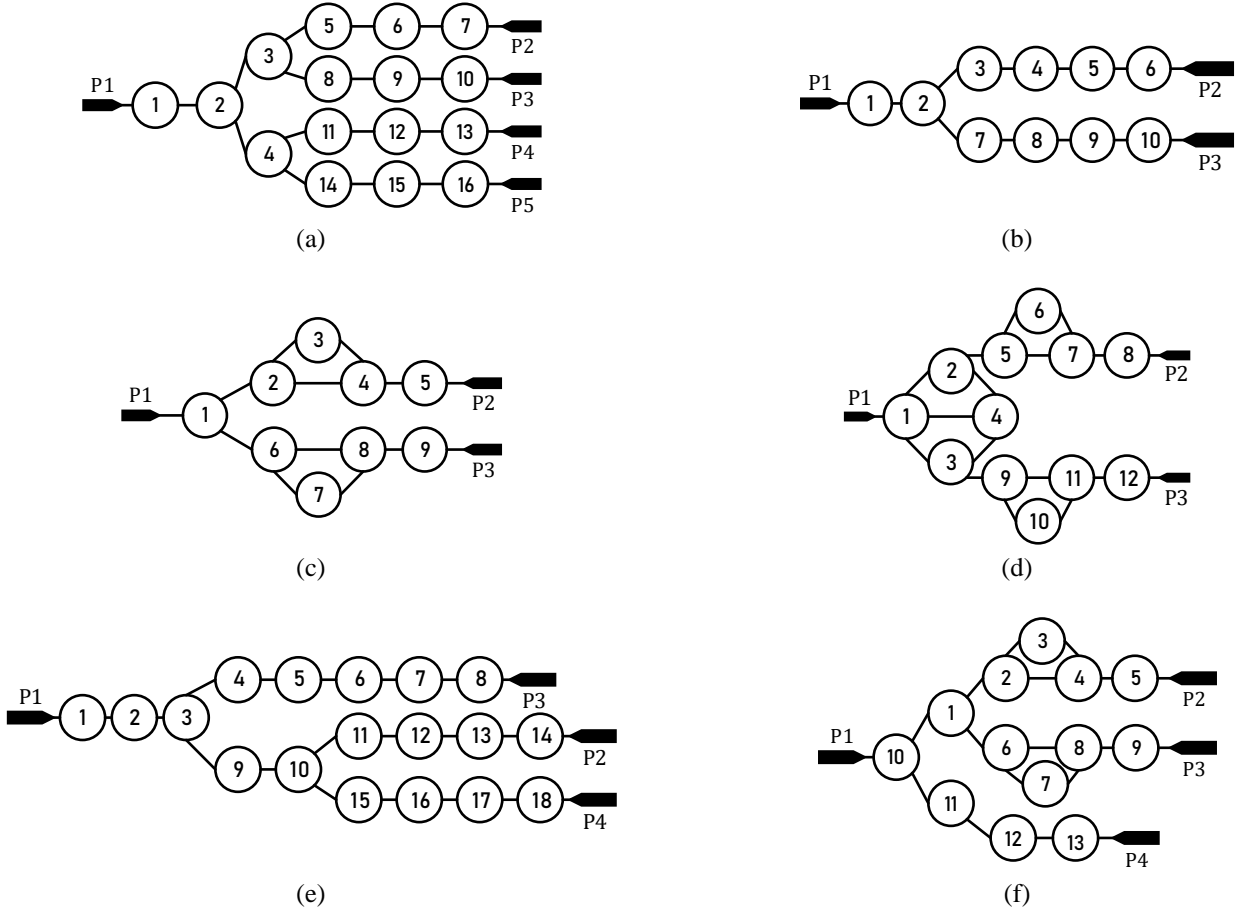 5 6 7
P2
3
8 9 10
P1 P3
1 2
11 12 13
4 P4
14 15 16
P5
(a)
3 4 5 6
P1 P2
1 2
7 8 9 10
P3
(b)
3
2 4 5
P1 P2
1
6 8 9
P3
7
(c)
6
5 7 8
2 P2
P1
1 4
3
9 11 12
P3
10
(d)
4 5 6 7 8
P1 P3
1 2 3
11 12 13 14
P2
9 10
15 16 17 18
P4
(e)
3
2 4 5
P2
1
P1 6 8 9
P3
10 7
11
12 13
P4
(f)